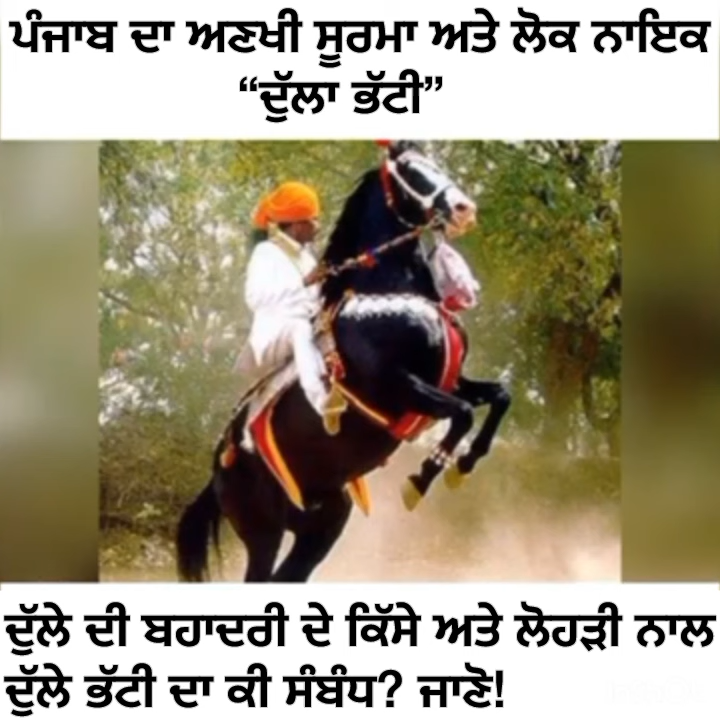 ਪੰਜਾਬ ਦਾ ਅਣਖੀ ਸੂਰਮਾ ਅਤੇ ਲੋਕ ਨਾਇਕ
“ਦੁੱਲਾ ਭੱਟੀ”
ਦੁੱਲੇ ਦੀ ਬਹਾਦਰੀ ਦੇ ਕਿੱਸੇ ਅਤੇ ਲੋਹੜੀ ਨਾਲ
ਦੁੱਲੇ ਭੱਟੀ ਦਾ ਕੀ ਸੰਬੰਧ? ਜਾਣੋ!